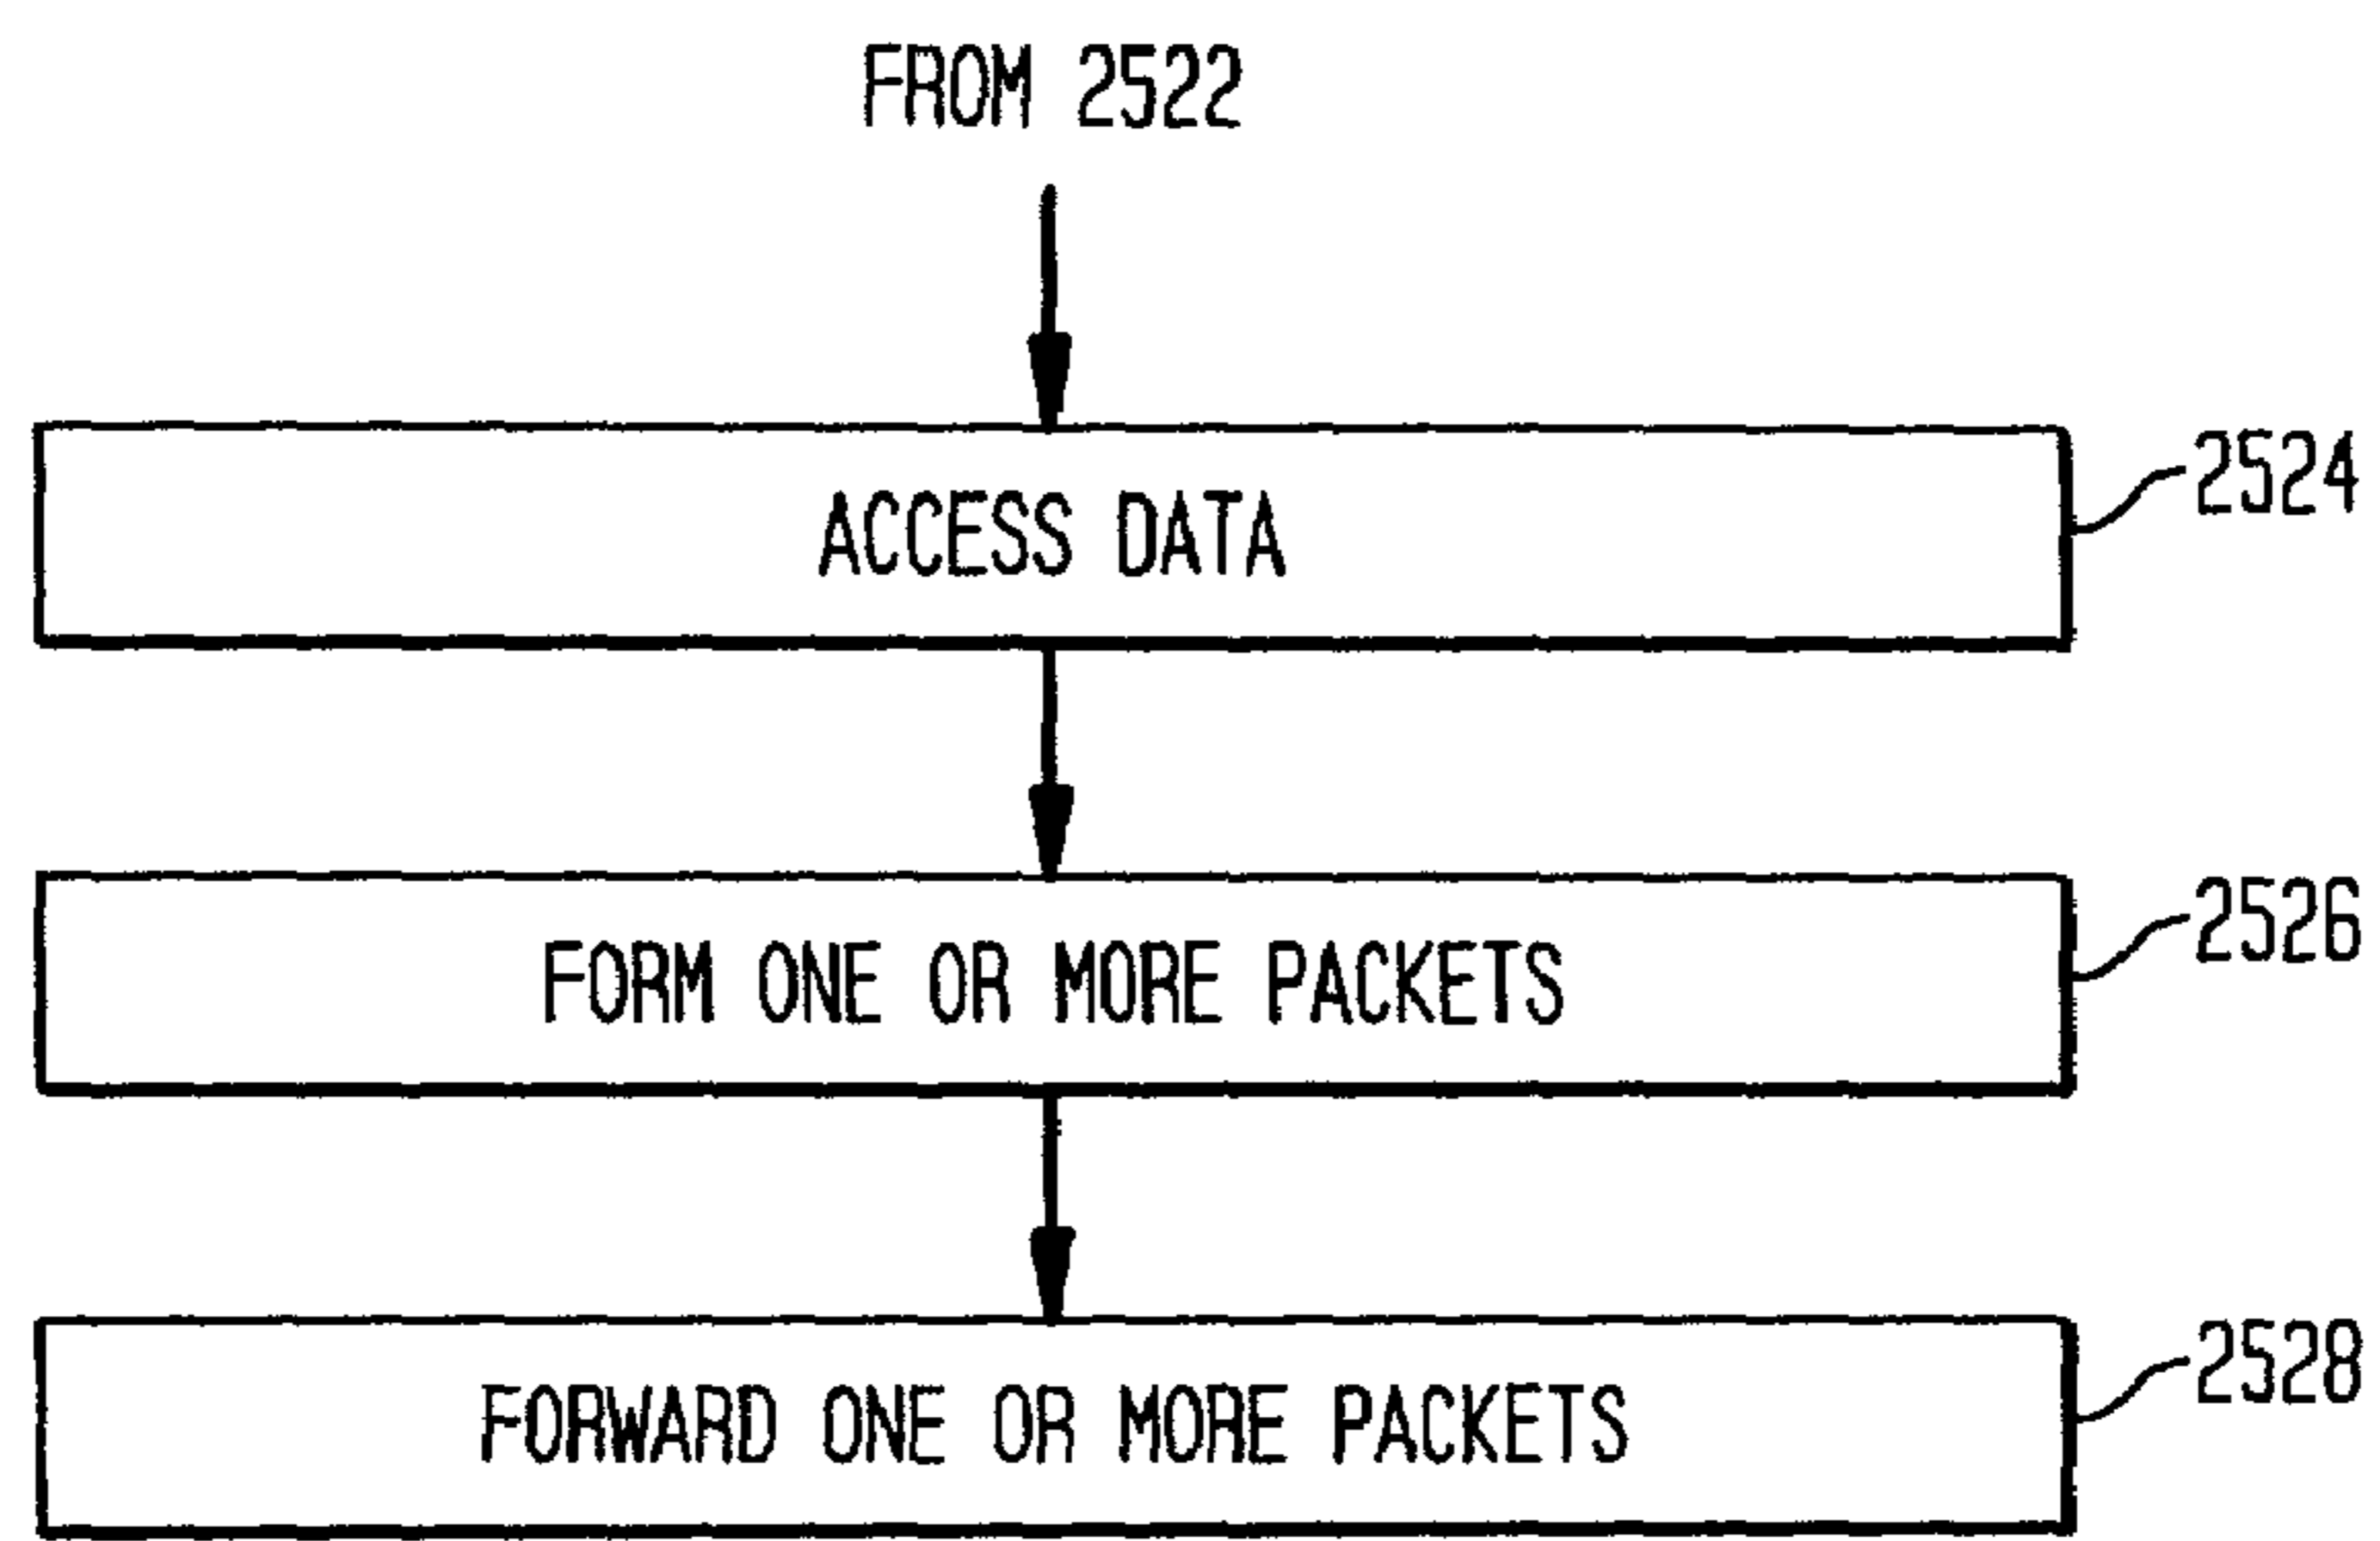 FROM 2522
ACCESS DATA
2524
FORM ONE OR MORE PACKETS
2526
FORWARD ONE OR MORE PACKETS
2528